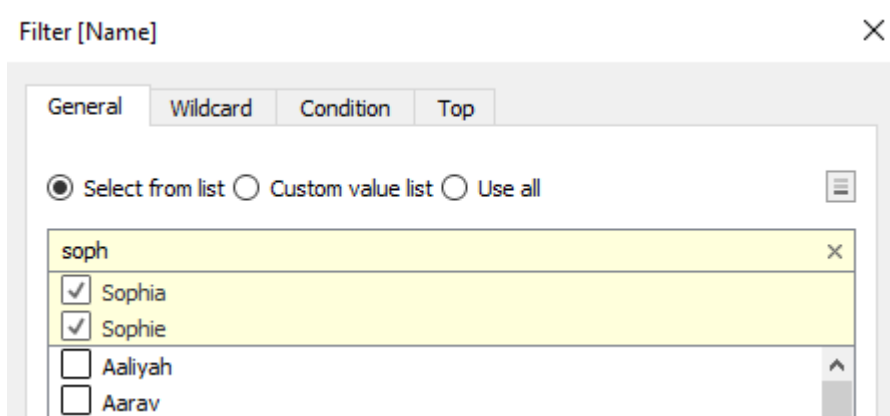 Filter [Name]
General Wildcard Condition Top
Select from list Custom value list Use all
soph
Sophia
Sophie
Aaliyah
Aarav